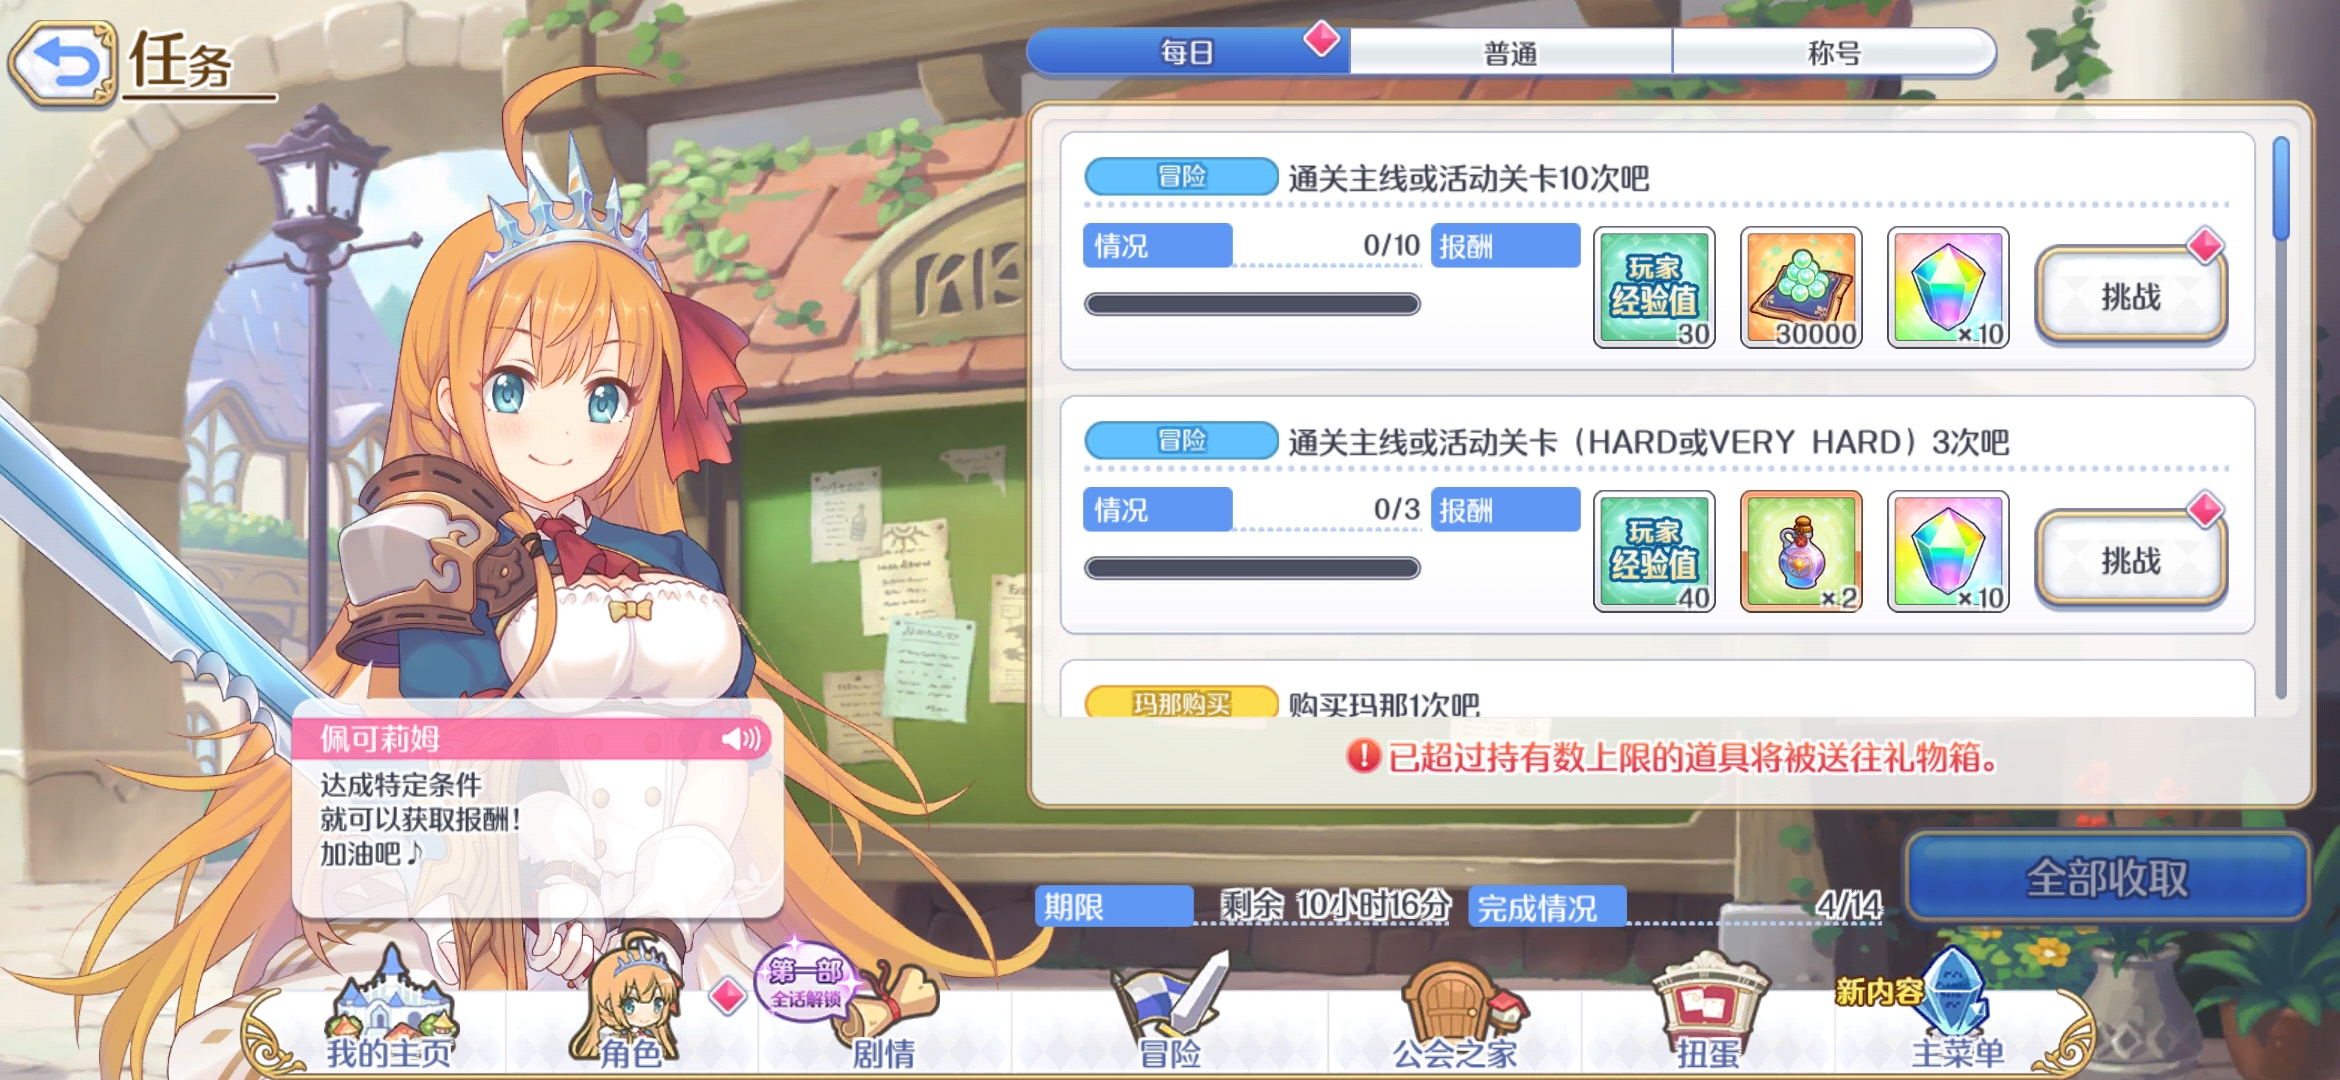 任务
每日
普通
称号
冒险 通关主线或活动关卡10次吧
情况 0/10 报酬
玩家
经验值
30
30000
×10
挑战
冒险 通关主线或活动关卡（HARD或VERY HARD）3次吧
情况 0/3 报酬
玩家
经验值
40
×2
×10
挑战
玛那购买 购买玛那1次吧
已超过持有数上限的道具将被送往礼物箱。
佩可莉姆
达成特定条件
就可以获取报酬！
加油吧♪
期限 剩余 10小时16分 完成情况 4/14
全部收取
第一部
全话解锁
新内容
我的主页
角色
剧情
冒险
公会之家
扭蛋
主菜单